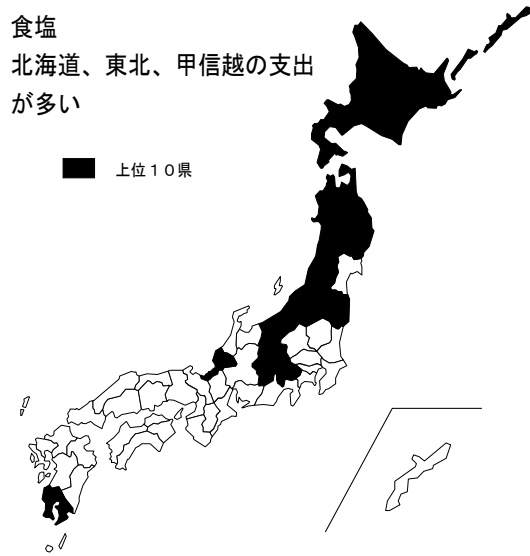 食塩
北海道、東北、甲信越の支出
が多い
上位１０県